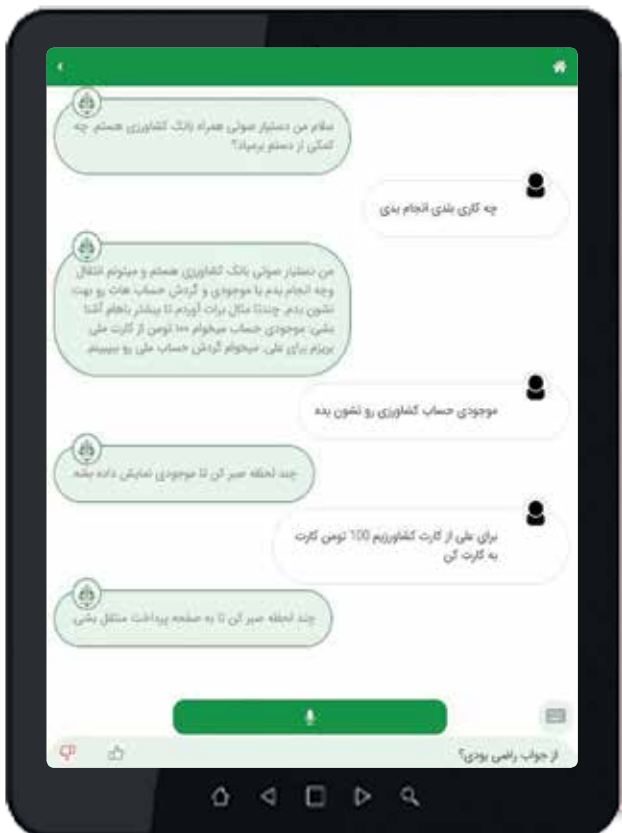 سلام من دستیار صوتی همراه بانک کشاورزی هستم. چه
کمکی از دستم برمیاد؟
چه کاری بلدی انجام بدی
من دستیار صوتی بانک کشاورزی هستم و میتونم انتقال
وجه انجام بدم یا موجودی و گردش حساب هات رو بهت
نشون بدم. چندتا مثال برات آوردم تا بیشتر باهام آشنا
بشی: موجودی حساب میخوام ۱۰۰ تومن از کارت ملی
بریزم برای علی. میخوام گردش حساب ملی رو ببینم.
موجودی حساب کشاورزی رو نشون بده
چند لحظه صبر کن تا موجودی نمایش داده بشه.
برای علی از کارت کشاورزیم 100 تومن کارت
به کارت کن
چند لحظه صبر کن تا به صفحه پرداخت منتقل بشی.
از جواب راضی بودی؟